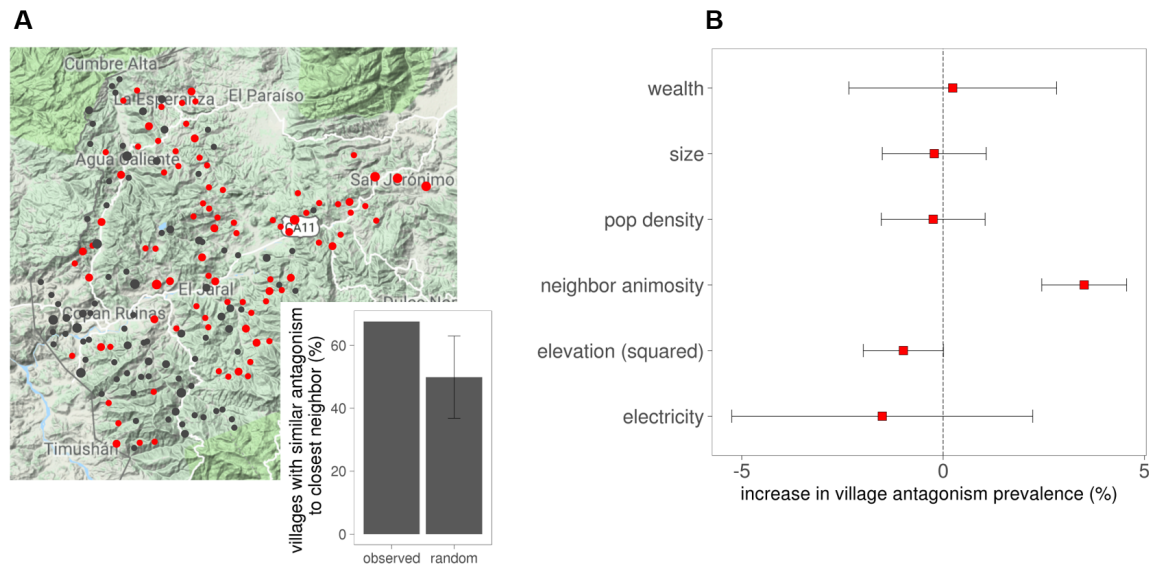 A
Cumbre Alta
La Esperanza
El Paraíso
Agua Caliente
San Jerónimo
CA11
El Jaral
Copán Ruinas
Timushán
villages with similar antagonism
to closest neighbor (%)
60
40
20
0
observed
random
B
wealth
size
pop density
neighbor animosity
elevation (squared)
electricity
-5
0
5
increase in village antagonism prevalence (%)